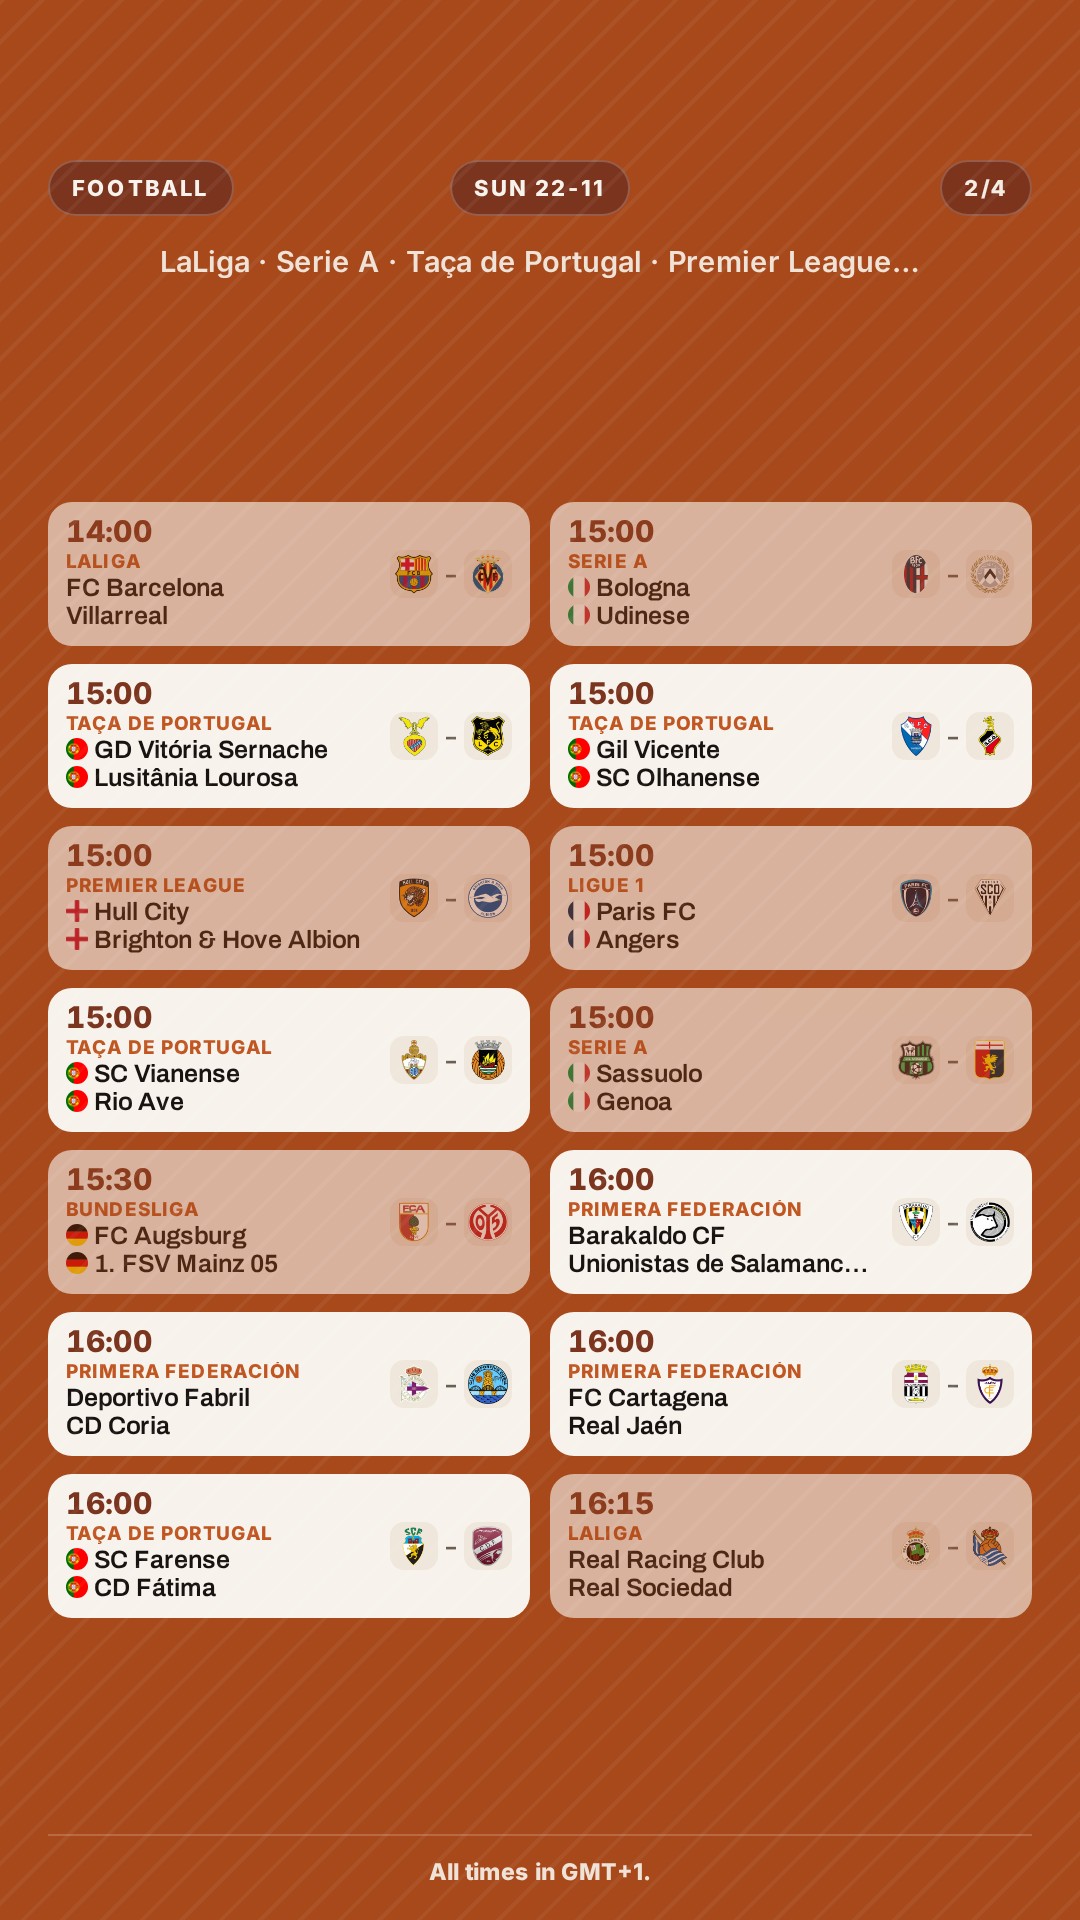 FOOTBALL
SUN 22-11
2/4
LaLiga · Serie A · Taça de Portugal · Premier League...
14:00
LALIGA
FC Barcelona
Villarreal
15:00
SERIE A
Bologna
Udinese
15:00
TAÇA DE PORTUGAL
GD Vitória Sernache
Lusitânia Lourosa
15:00
TAÇA DE PORTUGAL
Gil Vicente
SC Olhanense
15:00
PREMIER LEAGUE
Hull City
Brighton & Hove Albion
15:00
LIGUE 1
Paris FC
Angers
15:00
TAÇA DE PORTUGAL
SC Vianense
Rio Ave
15:00
SERIE A
Sassuolo
Genoa
15:30
BUNDESLIGA
FC Augsburg
1. FSV Mainz 05
16:00
PRIMERA FEDERACIÓN
Barakaldo CF
Unionistas de Salamanc...
16:00
PRIMERA FEDERACIÓN
Deportivo Fabril
CD Coria
16:00
PRIMERA FEDERACIÓN
FC Cartagena
Real Jaén
16:00
TAÇA DE PORTUGAL
SC Farense
CD Fátima
16:15
LALIGA
Real Racing Club
Real Sociedad
All times in GMT+1.